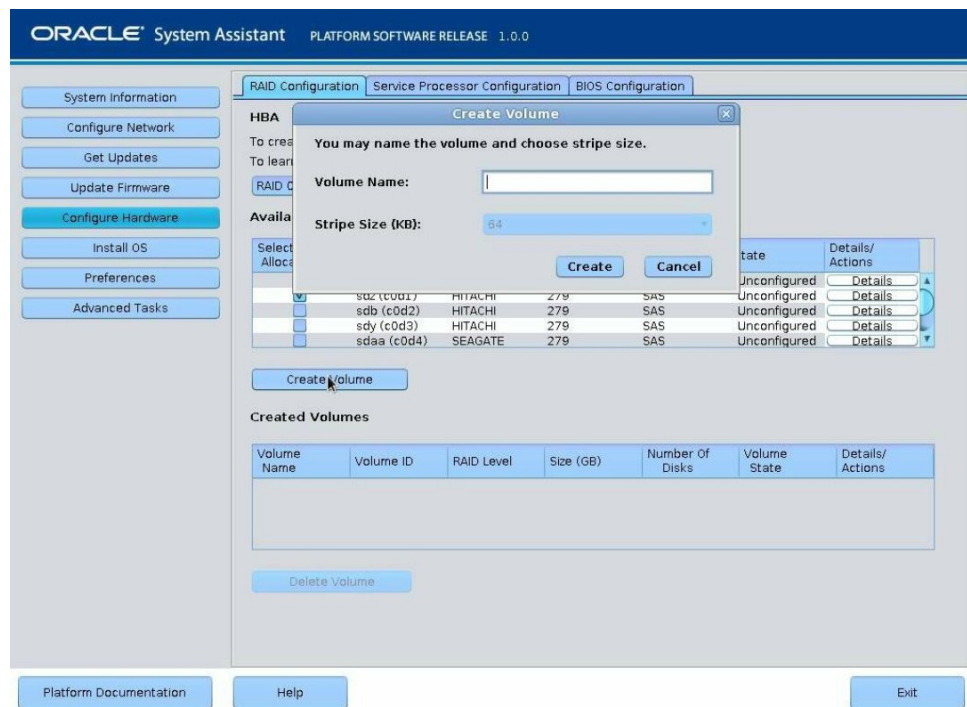 ORACLE® System Assistant PLATFORM SOFTWARE RELEASE 1.0.0
System Information
Configure Network
Get Updates
Update Firmware
Configure Hardware
Install OS
Preferences
Advanced Tasks
RAID Configuration Service Processor Configuration BIOS Configuration
HBA
To crea
To learn
RAID C
Availa
Create Volume
You may name the volume and choose stripe size.
Volume Name:
Stripe Size (KB): 64
Create Cancel
Select
Alloca
tate
Details/
Actions
Unconfigured Details
sdz (c0d1) HITACHI 279 SAS Unconfigured Details
sdb (c0d2) HITACHI 279 SAS Unconfigured Details
sdy (c0d3) HITACHI 279 SAS Unconfigured Details
sdaa (c0d4) SEAGATE 279 SAS Unconfigured Details
Create Volume
Created Volumes
Volume Name Volume ID RAID Level Size (GB) Number Of Disks Volume State Details/ Actions
Delete Volume
Platform Documentation Help Exit